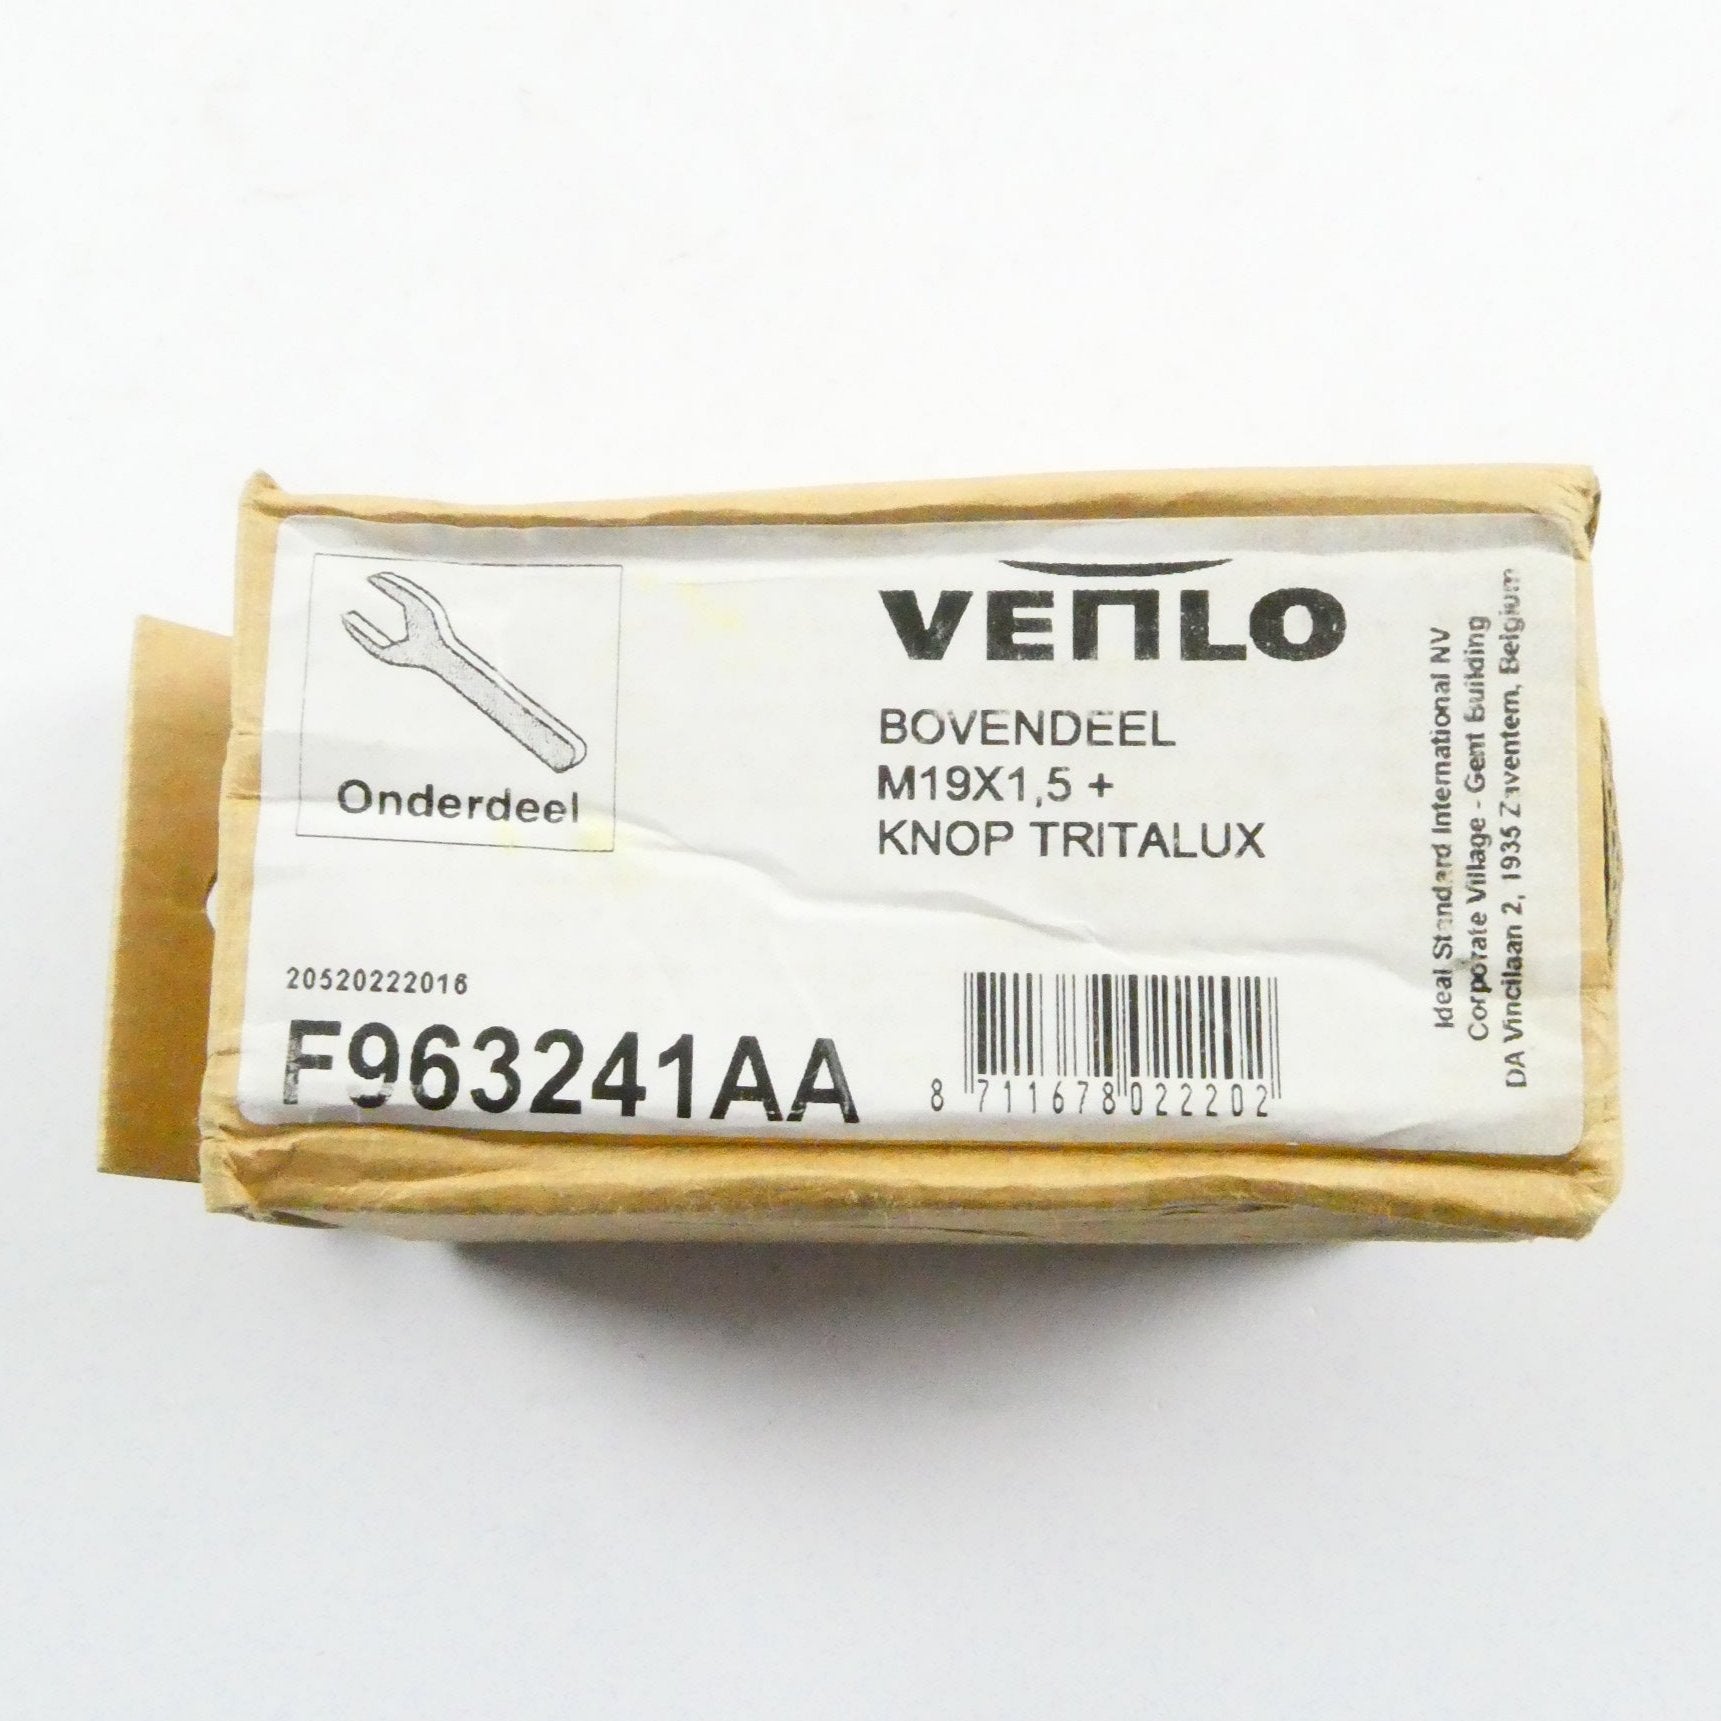 Onderdeel
VENLO
BOVENDEEL
M19X1,5 +
KNOP TRITALUX
20520222016
F963241AA
8 711678 022202
Ideal Standard International NV
Corporate Village - Gent Building
DA Vincilaan 2, 1935 Zaventem, Belgium